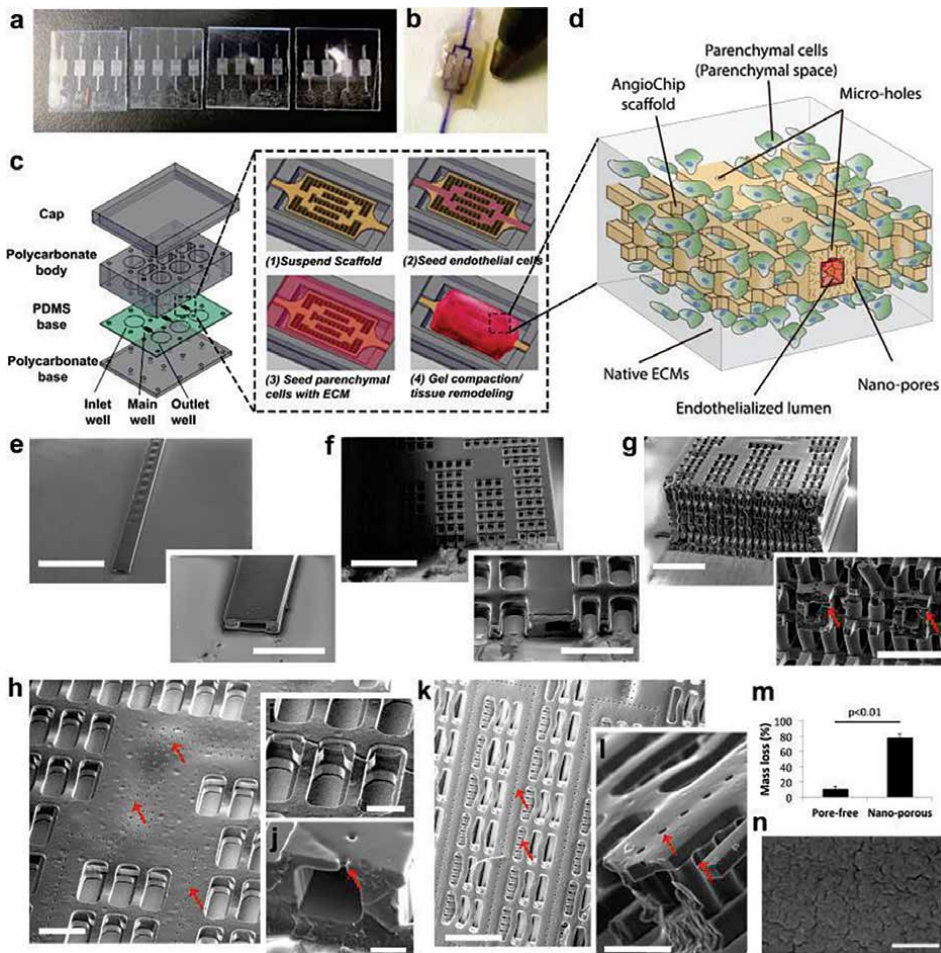 a
b
d
Parenchymal cells
(Parenchymal space)
AngioChip
scaffold
Micro-holes
c
Cap
Polycarbonate
body
PDMS
base
Polycarbonate
base
Inlet
well
Main
well
Outlet
well
(1)Suspend Scaffold
(2)Seed endothelial cells
(3) Seed parenchymal
cells with ECM
(4) Gel compaction/
tissue remodeling
Native ECMs
Nano-pores
Endothelialized lumen
e
f
g
h
i
j
k
l
m
p<0.01
Mass loss (%)
100
80
60
40
20
0
Pore-free
Nano-porous
n